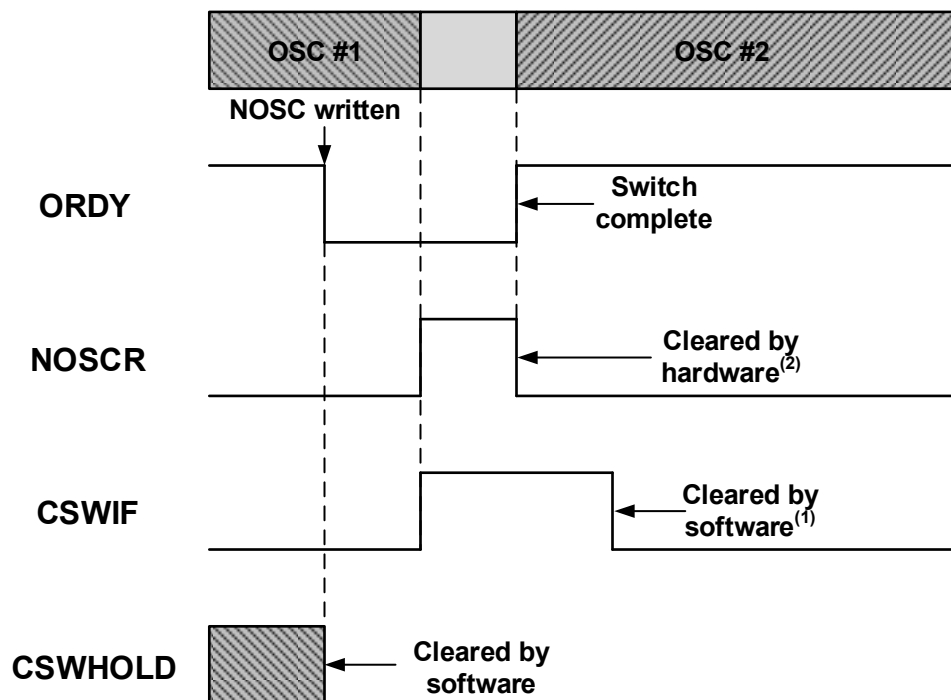 OSC #1
OSC #2
NOSC written
ORDY
Switch
complete
NOSCR
Cleared by
hardware(2)
CSWIF
Cleared by
software(1)
CSWHOLD
Cleared by
software